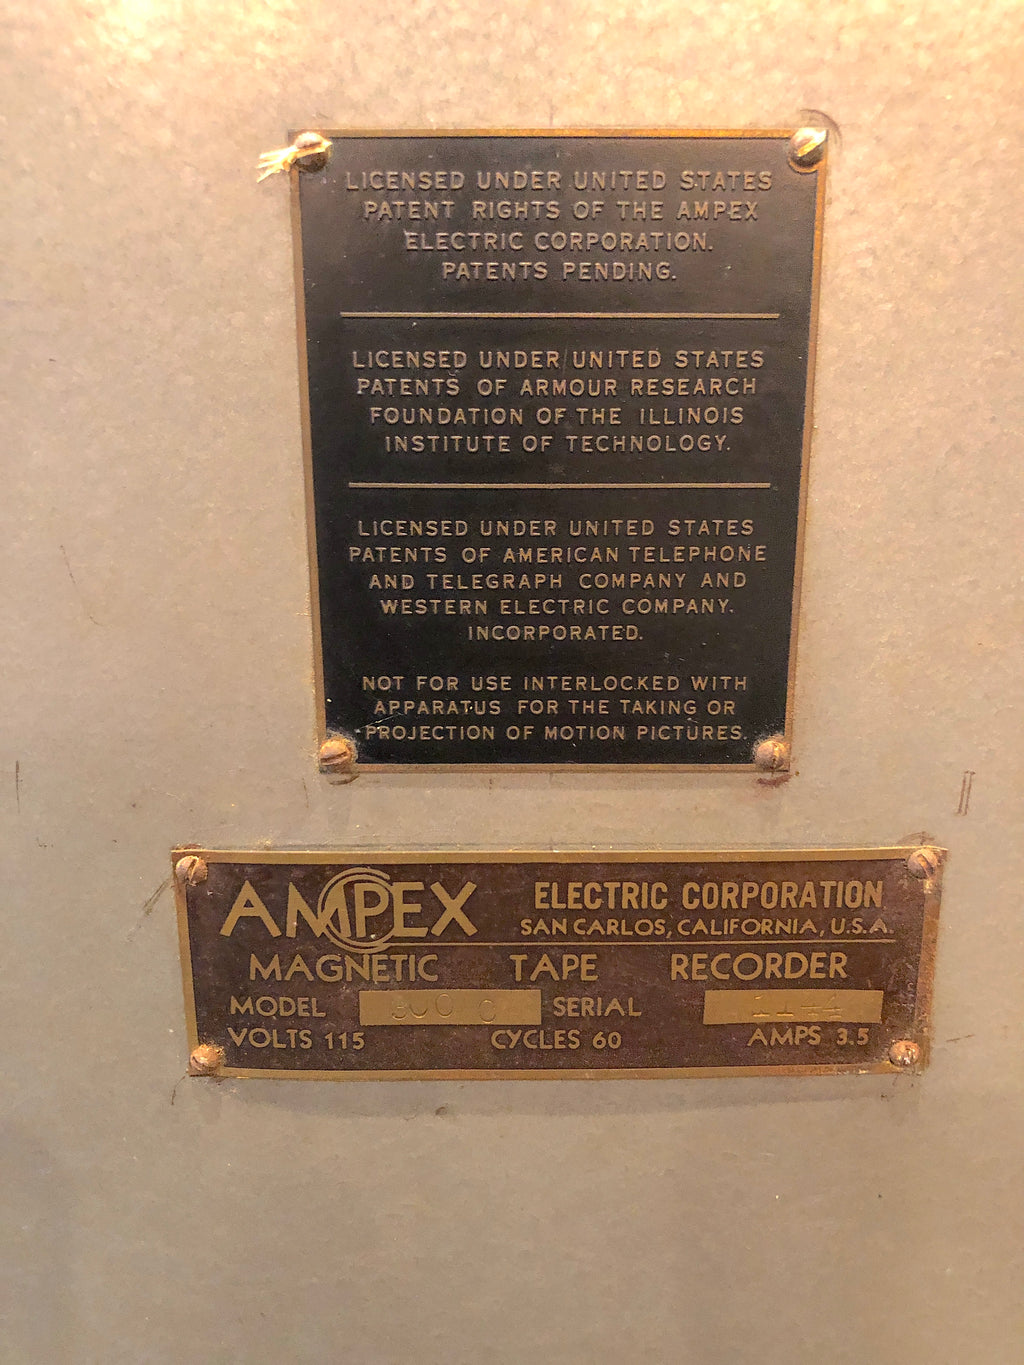 LICENSED UNDER UNITED STATES
PATENT RIGHTS OF THE AMPEX
ELECTRIC CORPORATION.
PATENTS PENDING.
LICENSED UNDER UNITED STATES
PATENTS OF ARMOUR RESEARCH
FOUNDATION OF THE ILLINOIS
INSTITUTE OF TECHNOLOGY.
LICENSED UNDER UNITED STATES
PATENTS OF AMERICAN TELEPHONE
AND TELEGRAPH COMPANY AND
WESTERN ELECTRIC COMPANY.
INCORPORATED.
NOT FOR USE INTERLOCKED WITH
APPARATUS FOR THE TAKING OR
PROJECTION OF MOTION PICTURES.
AMPEX ELECTRIC CORPORATION
SAN CARLOS, CALIFORNIA, U.S.A.
MAGNETIC TAPE RECORDER
MODEL 300 C SERIAL 1144
VOLTS 115 CYCLES 60 AMPS 3.5